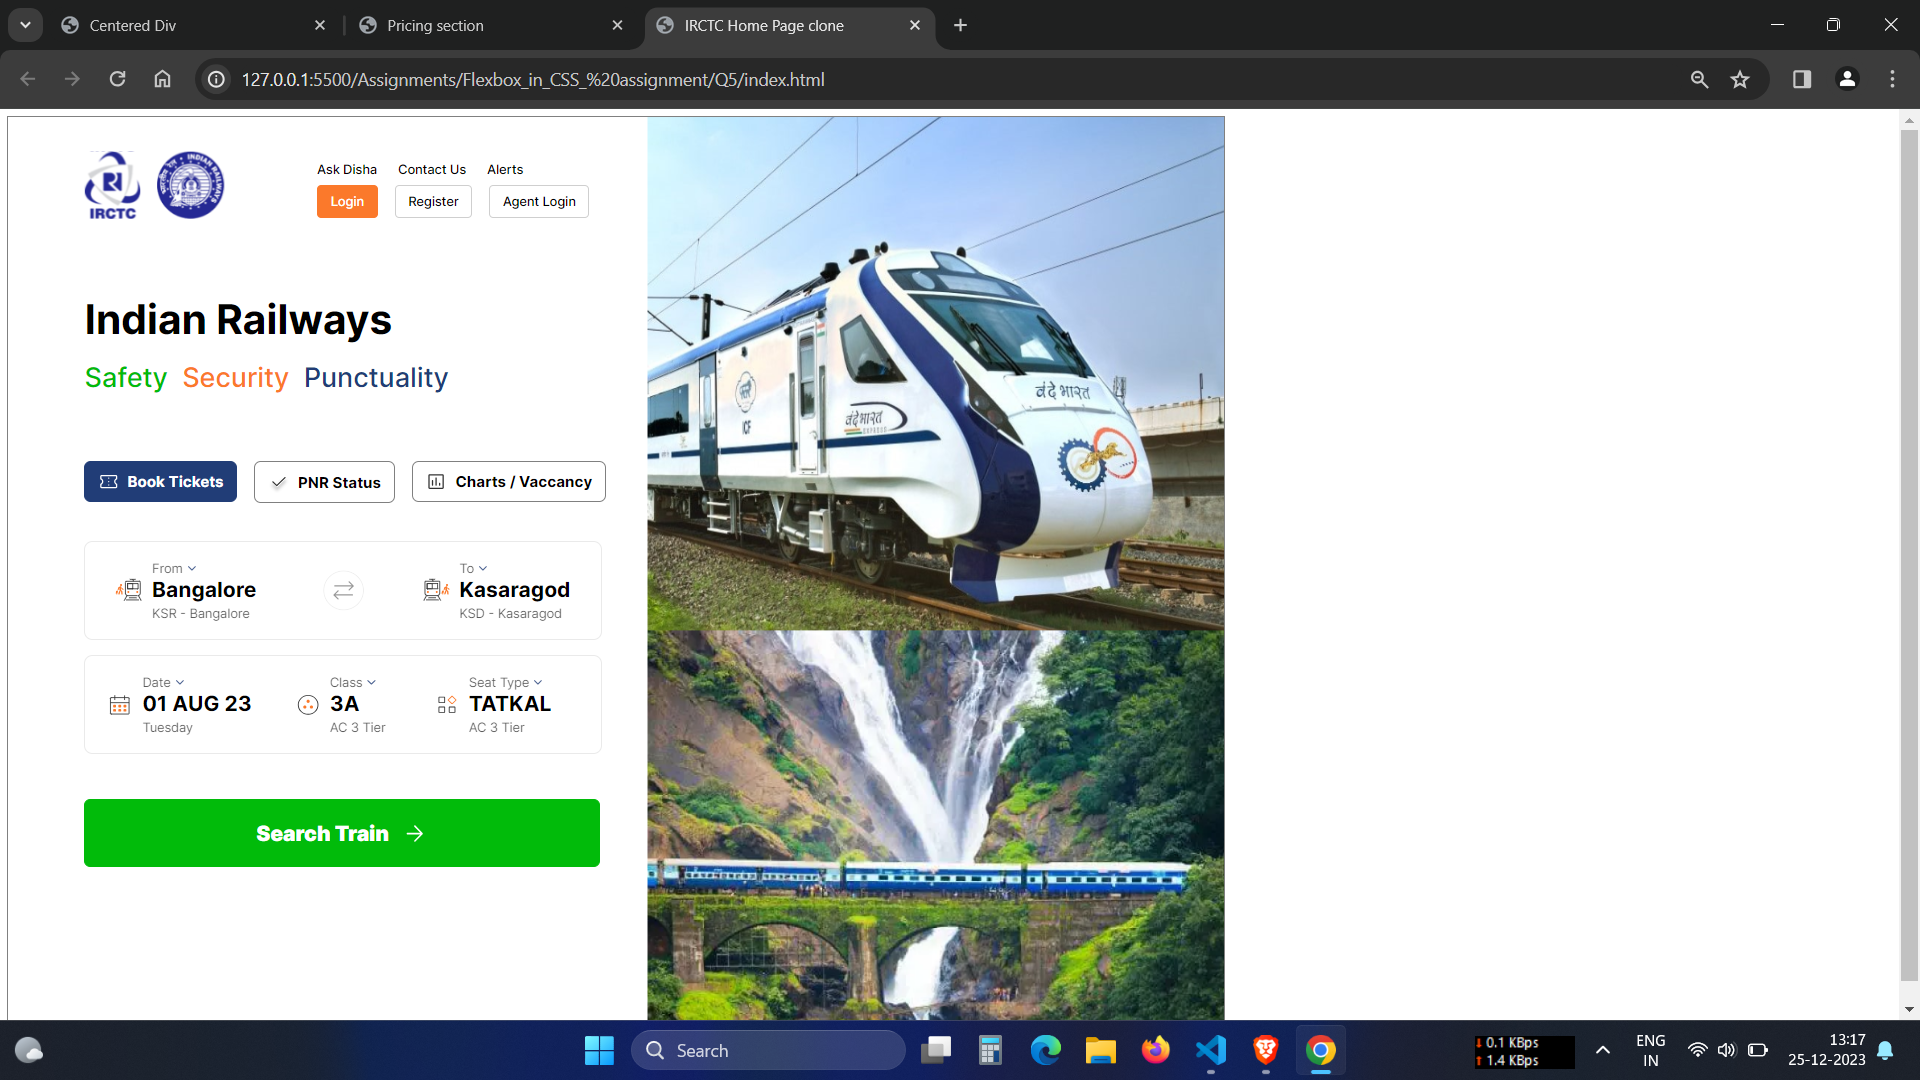 Centered Div
Pricing section
IRCTC Home Page clone
127.0.0.1:5500/Assignments/Flexbox_in_CSS_%20assignment/Q5/index.html
IRCTC
INDIAN RAILWAYS
Ask Disha Contact Us Alerts
Login Register Agent Login
Indian Railways
Safety Security Punctuality
Book Tickets PNR Status Charts / Vaccancy
From To
Bangalore Kasaragod
KSR - Bangalore KSD - Kasaragod
Date Class Seat Type
01 AUG 23 3A TATKAL
Tuesday AC 3 Tier AC 3 Tier
Search Train
वंदे भारत
वंदे भारत
EXPRESS
ICF
Search
0.1 KBps
1.4 KBps
ENG
IN
13:17
25-12-2023